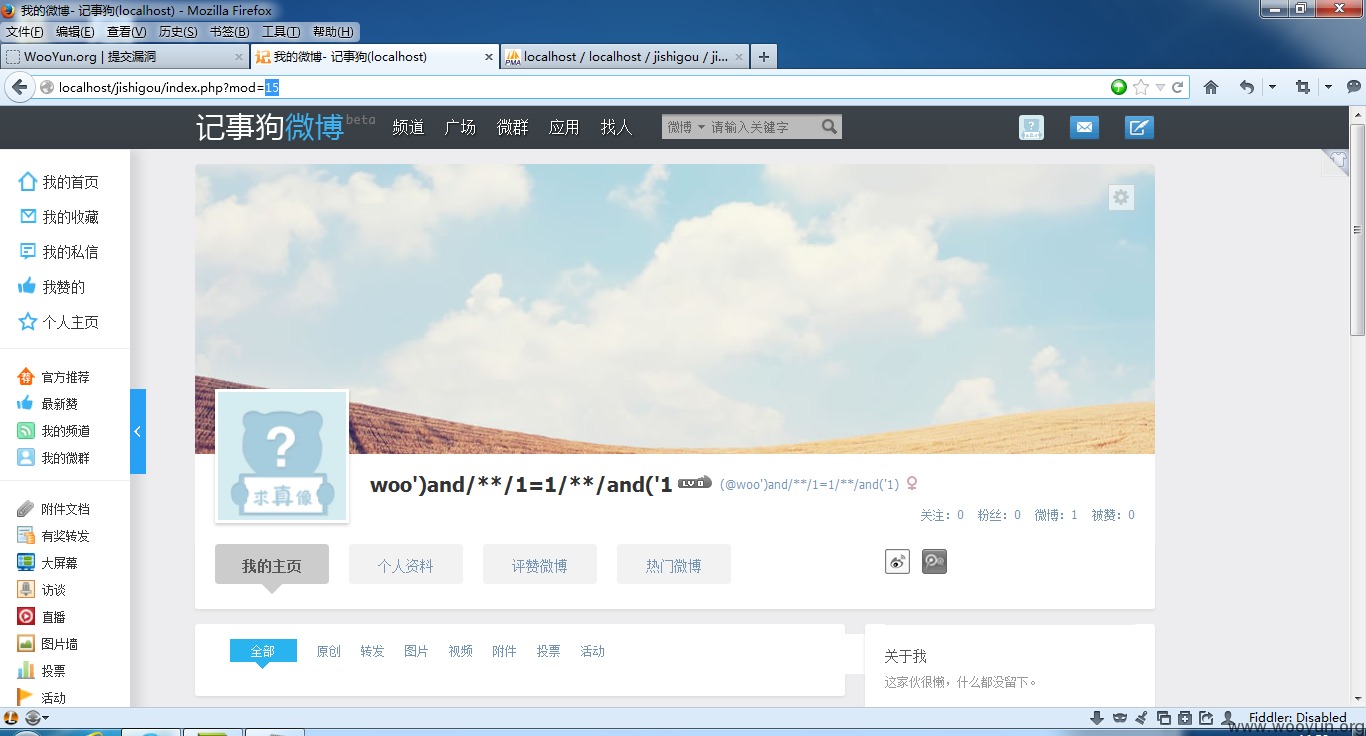 我的微博- 记事狗(localhost) - Mozilla Firefox
文件(F) 编辑(E) 查看(V) 历史(S) 书签(B) 工具(T) 帮助(H)
WooYun.org | 提交漏洞 × 记 我的微博- 记事狗(localhost) × PMA localhost / localhost / jishigou / ji... × +
localhost/jishigou/index.php?mod=15
记事狗微博 beta 频道 广场 微群 应用 找人 微博 请输入关键字
我的首页
我的收藏
我的私信
我赞的
个人主页
官方推荐
最新赞
我的频道
我的微群
附件文档
有奖转发
大屏幕
访谈
直播
图片墙
投票
活动
?
求真像
woo')and/**/1=1/**/and('1 LV 0 (@woo')and/**/1=1/**/and('1)
关注：0 粉丝：0 微博：1 被赞：0
我的主页 个人资料 评赞微博 热门微博
全部 原创 转发 图片 视频 附件 投票 活动
关于我
这家伙很懒，什么都没留下。
Fiddler: Disabled
www.wooyun.org